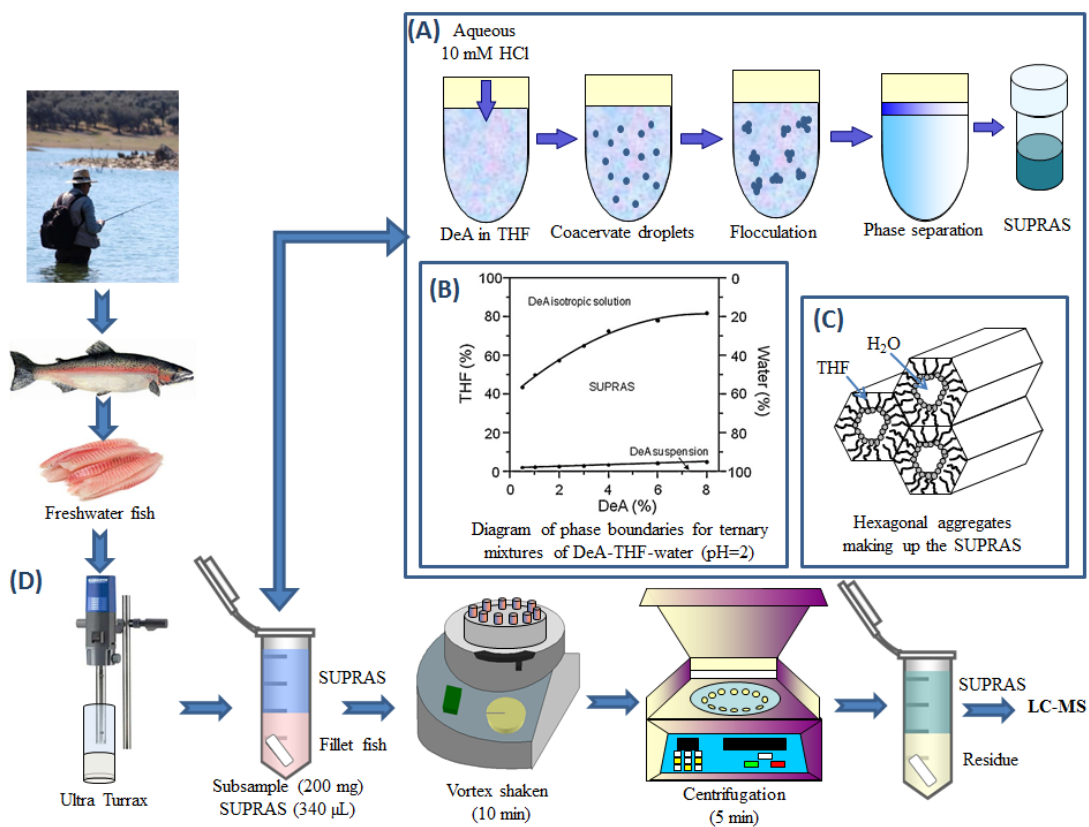 (A)
Aqueous
10 mM HCl
DeA in THF
Coacervate droplets
Flocculation
Phase separation
SUPRAS
(B)
100
80
60
40
20
0
THF (%)
0
20
40
60
80
100
Water (%)
DeA isotropic solution
SUPRAS
DeA suspension
0
2
4
6
8
DeA (%)
Diagram of phase boundaries for ternary
mixtures of DeA-THF-water (pH=2)
(C)
H2O
THF
Hexagonal aggregates
making up the SUPRAS
Freshwater fish
(D)
Ultra Turrax
SUPRAS
Fillet fish
Subsample (200 mg)
SUPRAS (340 µL)
Vortex shaken
(10 min)
Centrifugation
(5 min)
SUPRAS
Residue
LC-MS